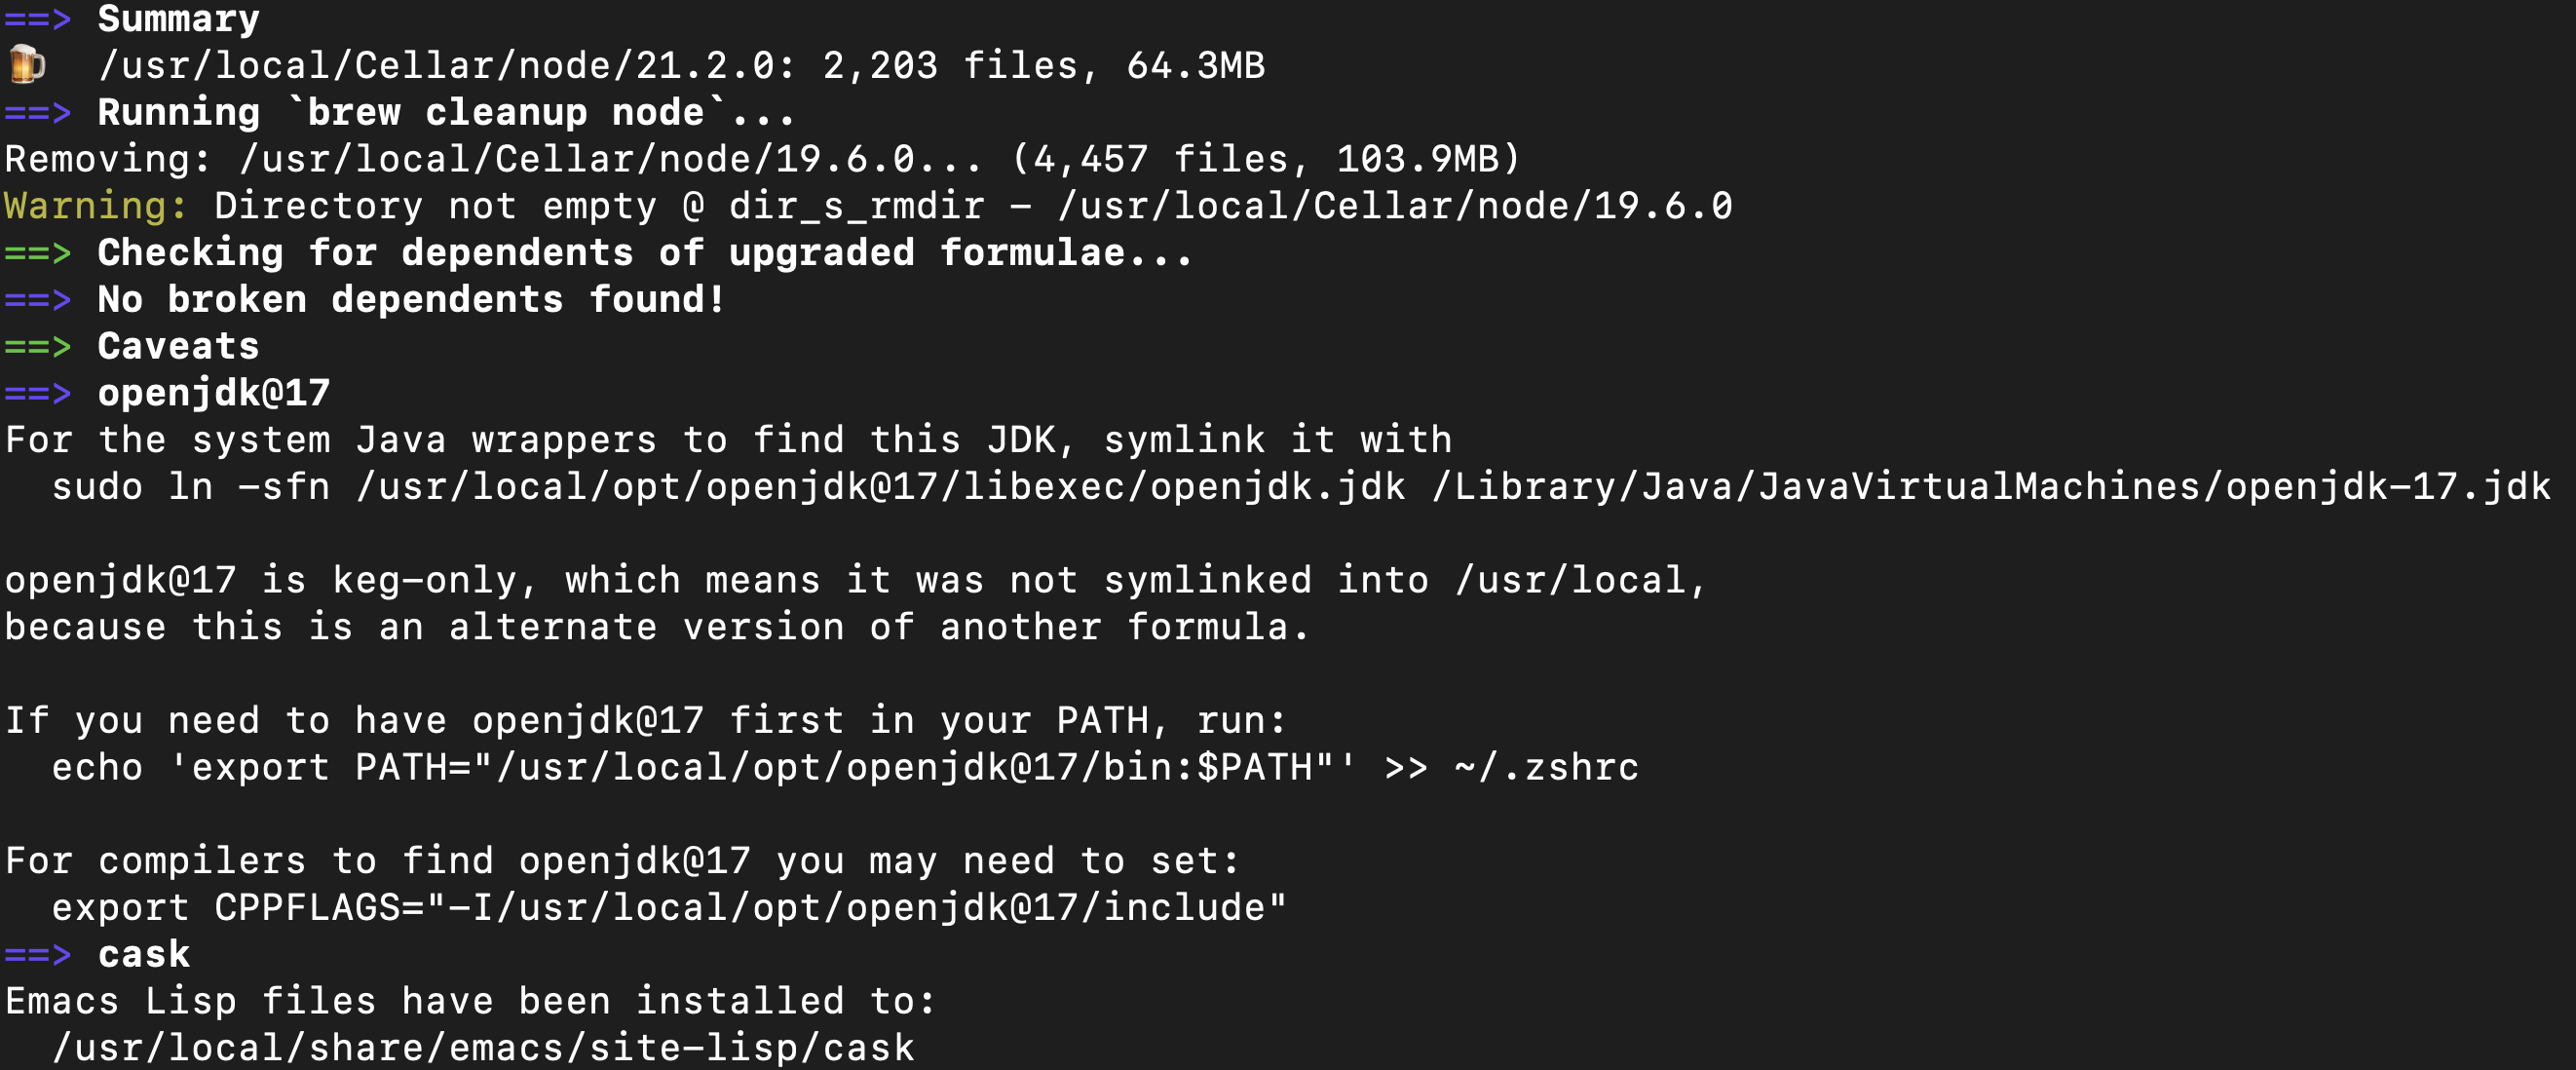 ==> Summary
🍺  /usr/local/Cellar/node/21.2.0: 2,203 files, 64.3MB
==> Running `brew cleanup node`...
Removing: /usr/local/Cellar/node/19.6.0... (4,457 files, 103.9MB)
Warning: Directory not empty @ dir_s_rmdir - /usr/local/Cellar/node/19.6.0
==> Checking for dependents of upgraded formulae...
==> No broken dependents found!
==> Caveats
==> openjdk@17
For the system Java wrappers to find this JDK, symlink it with
  sudo ln -sfn /usr/local/opt/openjdk@17/libexec/openjdk.jdk /Library/Java/JavaVirtualMachines/openjdk-17.jdk

openjdk@17 is keg-only, which means it was not symlinked into /usr/local,
because this is an alternate version of another formula.

If you need to have openjdk@17 first in your PATH, run:
  echo 'export PATH="/usr/local/opt/openjdk@17/bin:$PATH"' >> ~/.zshrc

For compilers to find openjdk@17 you may need to set:
  export CPPFLAGS="-I/usr/local/opt/openjdk@17/include"
==> cask
Emacs Lisp files have been installed to:
  /usr/local/share/emacs/site-lisp/cask